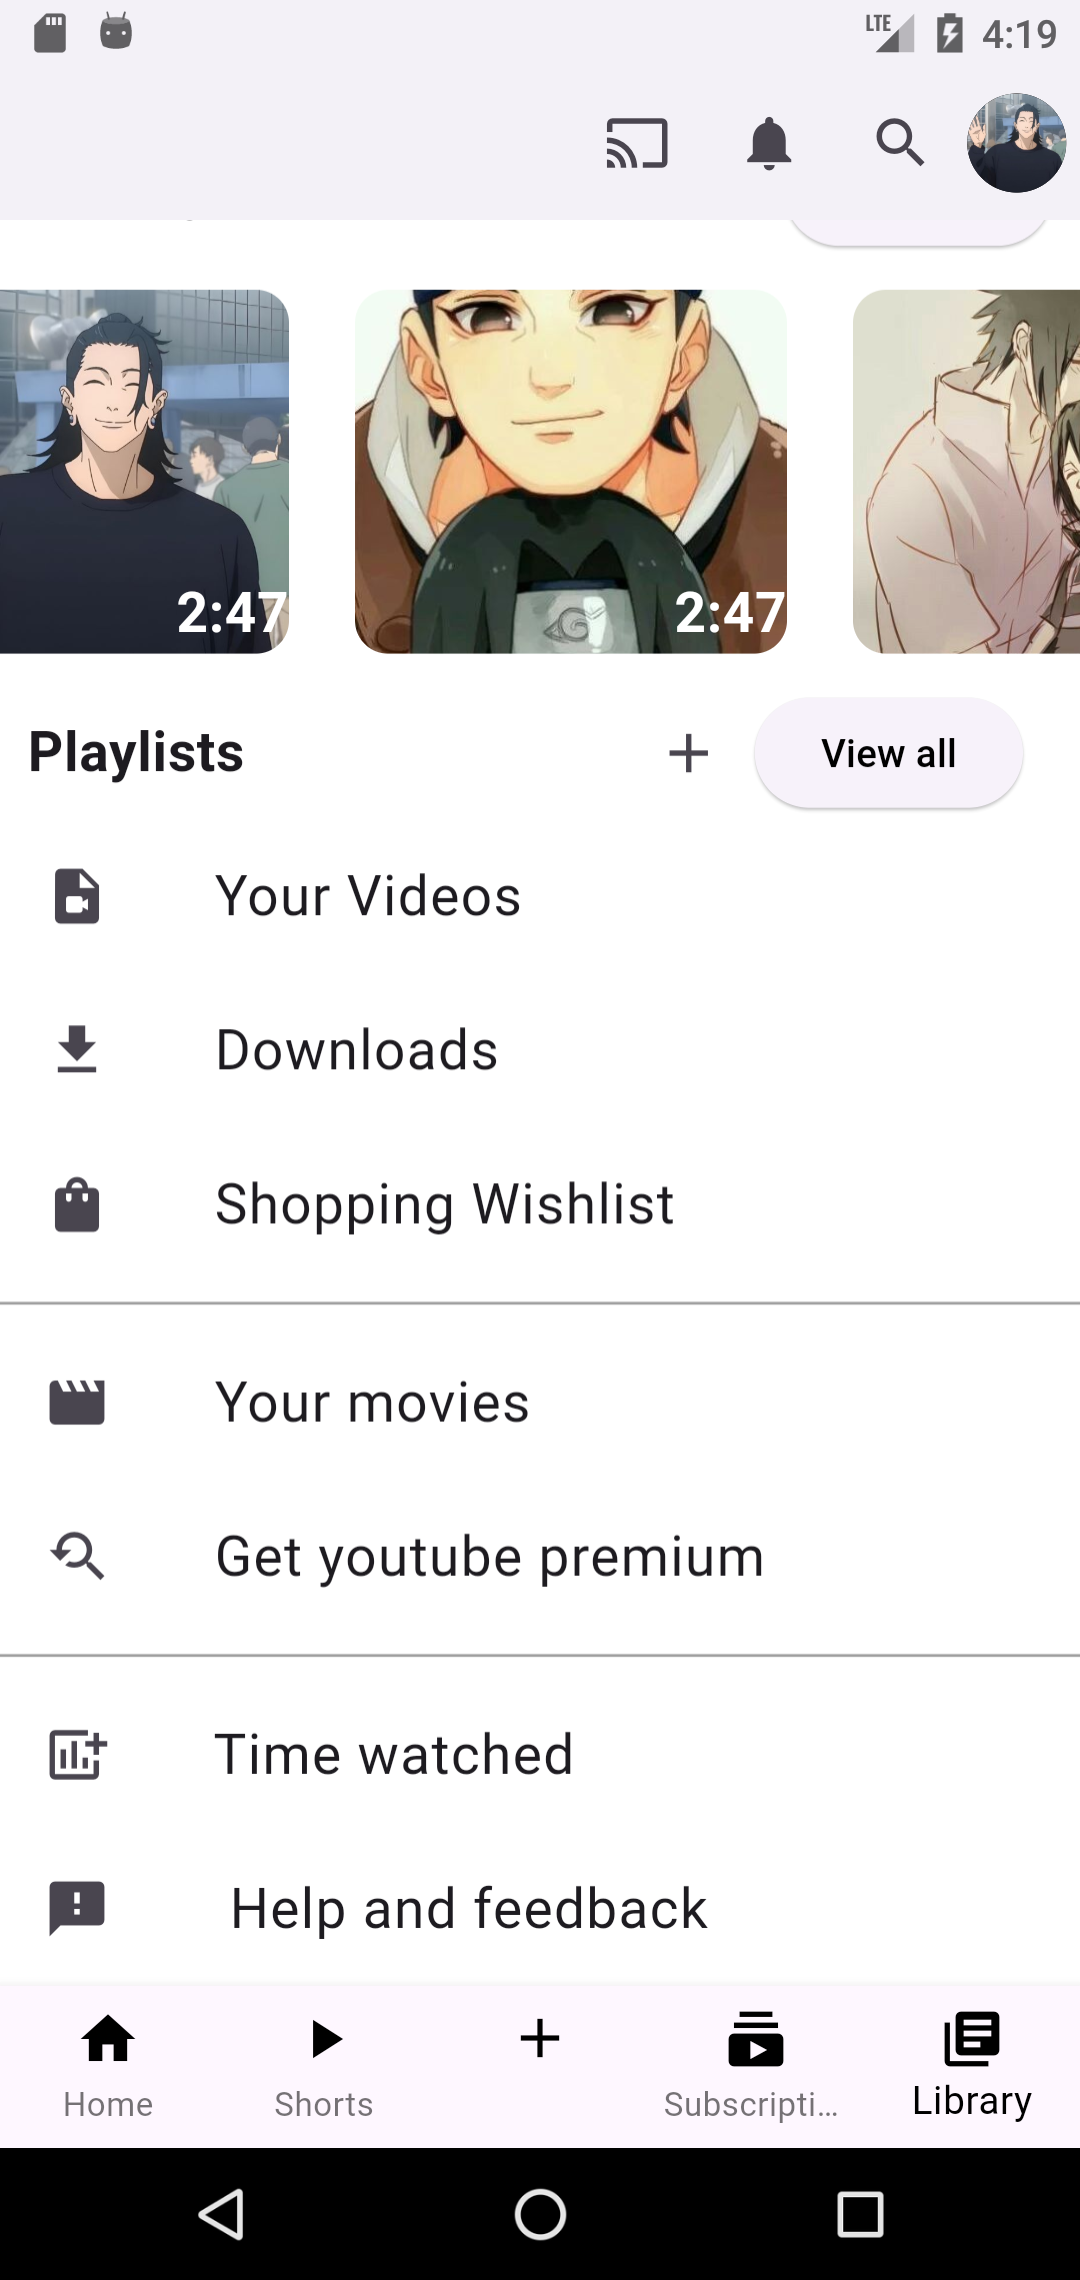 LTE 4:19
2:47 2:47
Playlists View all
Your Videos
Downloads
Shopping Wishlist
Your movies
Get youtube premium
Time watched
Help and feedback
Home Shorts Subscripti... Library